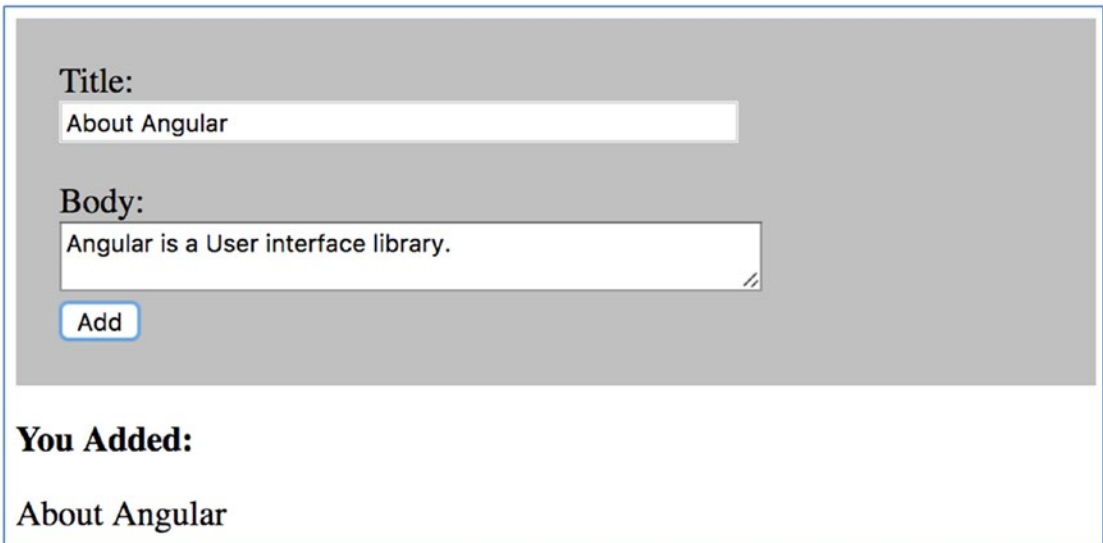 Title:
About Angular
Body:
Angular is a User interface library.
Add
You Added:
About Angular